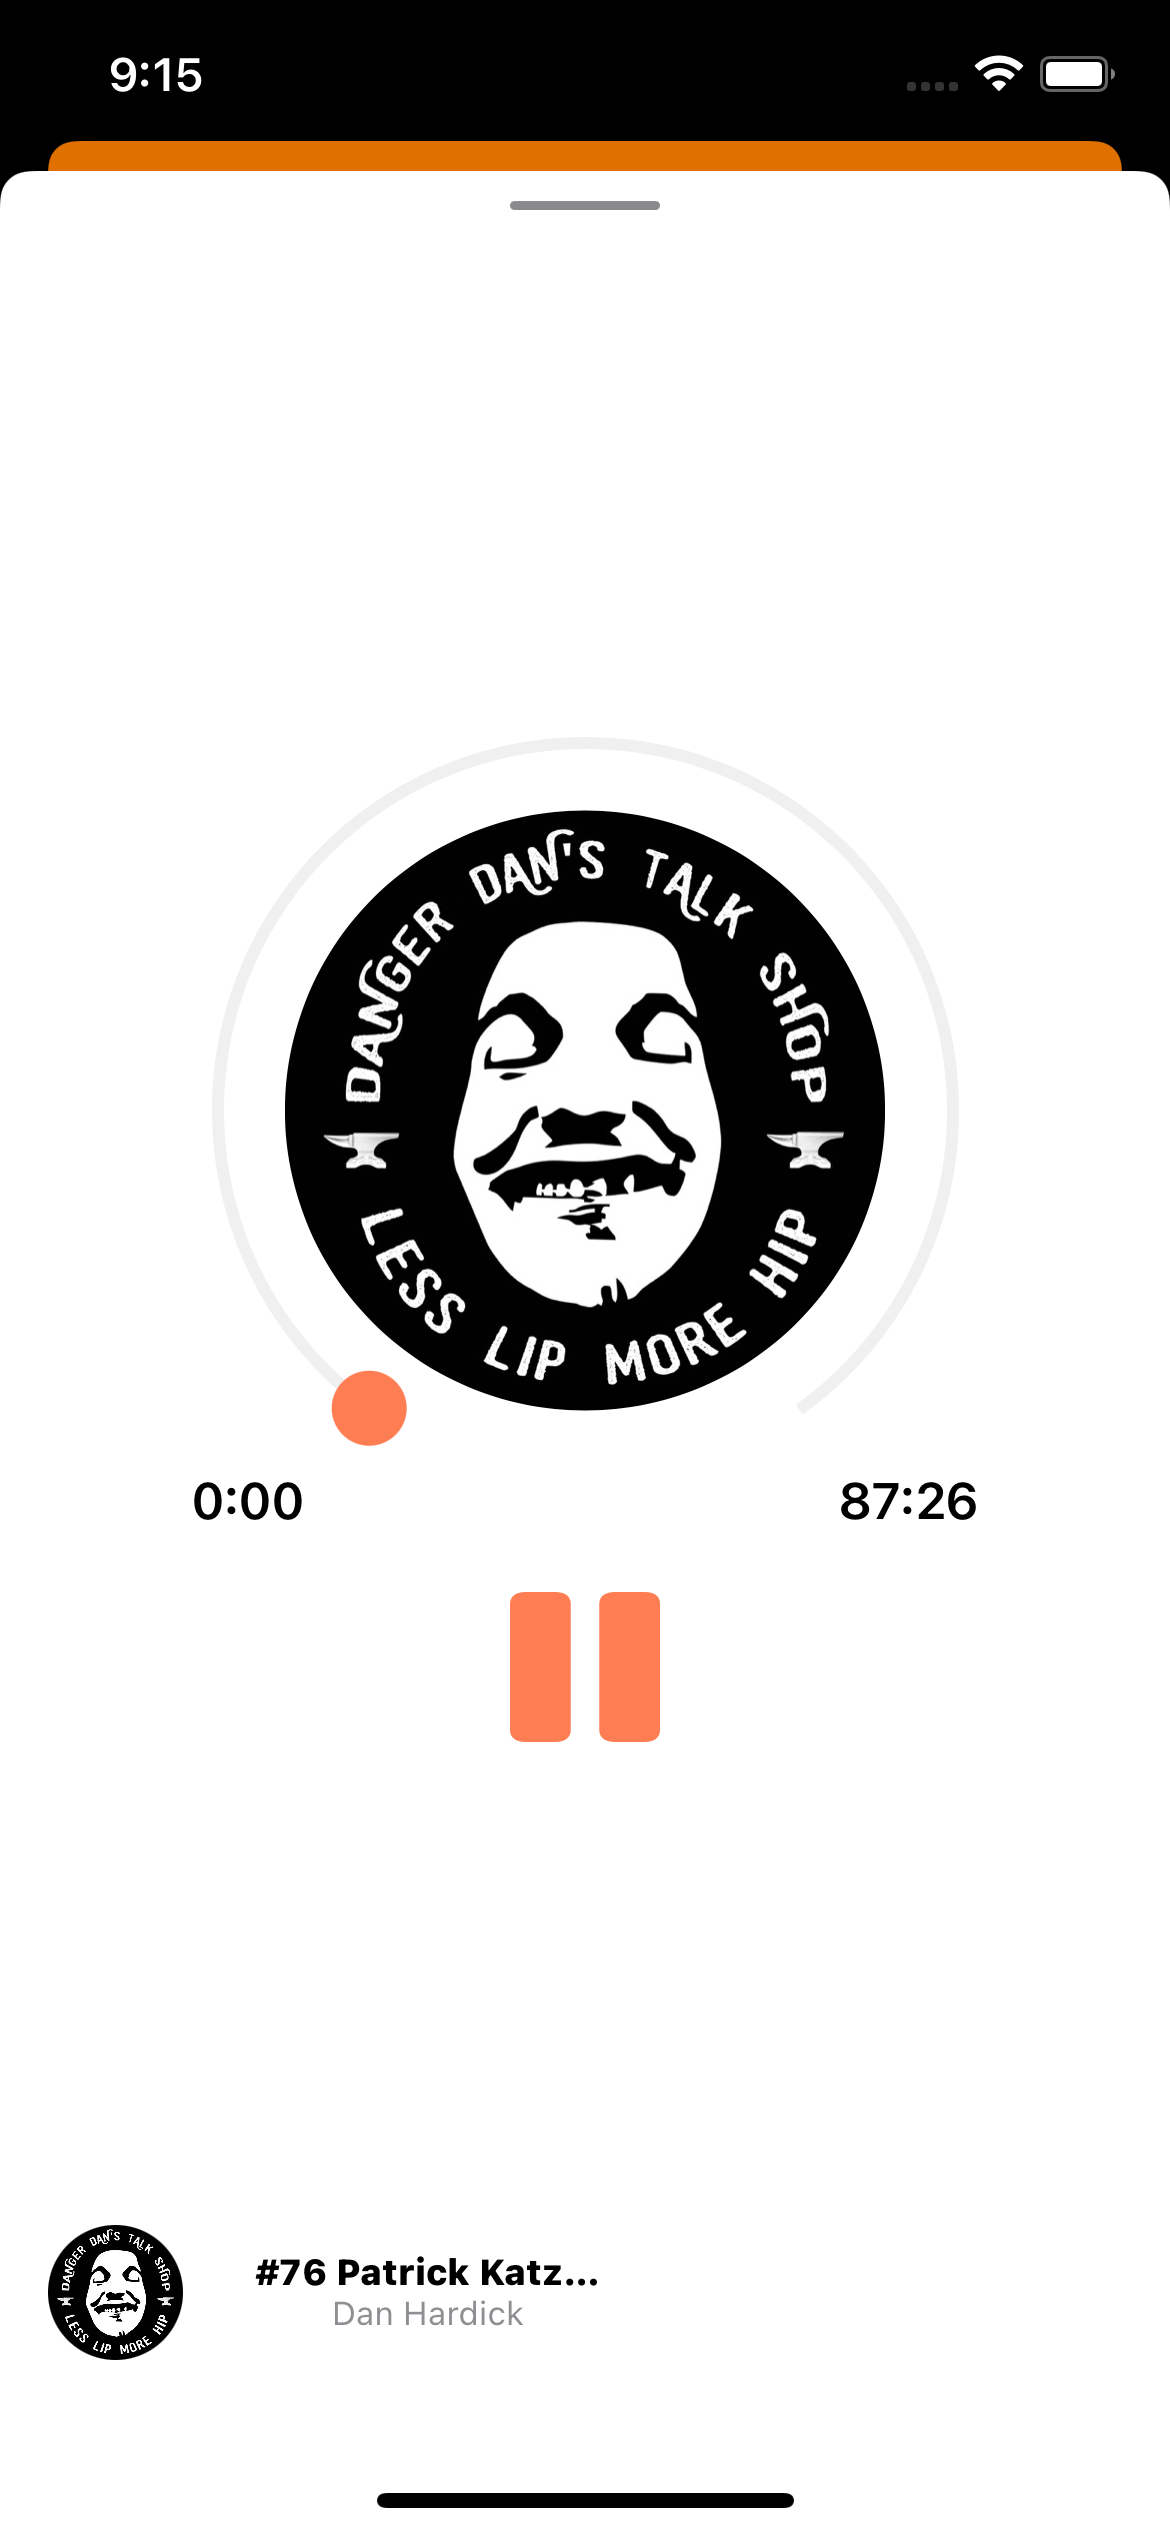 9:15
DANGER DAN'S TALK SHOP
LESS LIP MORE HIP
0:00
87:26
DANGER DAN'S TALK SHOP
LESS LIP MORE HIP
#76 Patrick Katz...
Dan Hardick